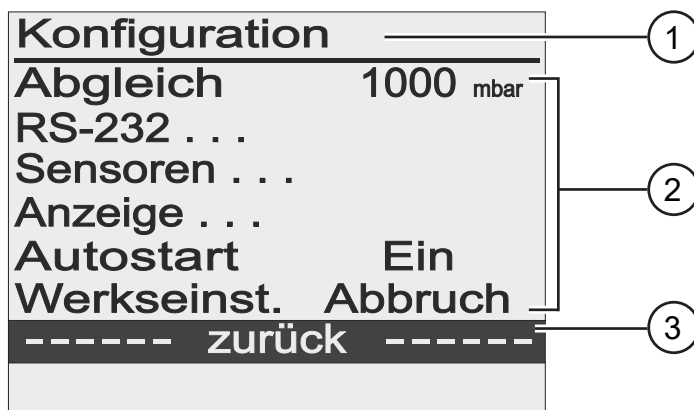 Konfiguration
1
Abgleich 1000 mbar
RS-232 . . .
Sensoren . . .
2
Anzeige . . .
Autostart Ein
Werkseinst. Abbruch
------ zurück ------
3